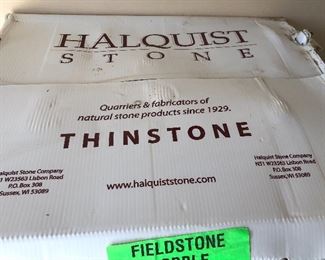 HALQUIST
STONE
Quarriers & fabricators of
natural stone products since 1929.
THINSTONE
Halquist Stone Company
W23563 Lisbon Road
P.O. Box 308
Sussex, WI 53089
www.halquiststone.com
Halquist Stone Company
N51 W23563 Lisbon Road
P.O. Box 308
Sussex, WI 53089
FIELDSTONE